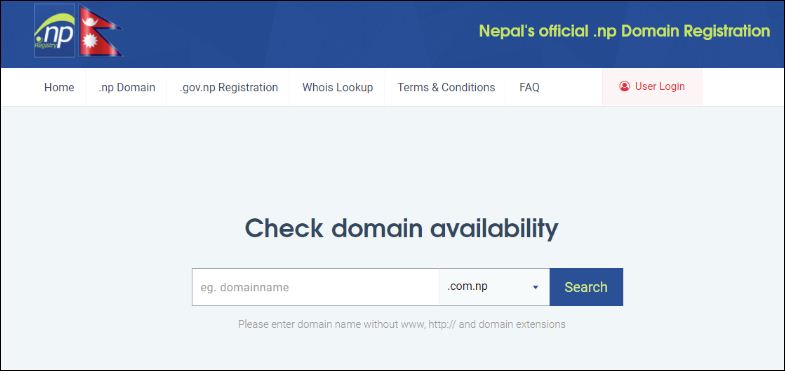 .np
Registry
Nepal's official .np Domain Registration
Home .np Domain .gov.np Registration Whois Lookup Terms & Conditions FAQ User Login
Check domain availability
eg. domainname .com.np Search
Please enter domain name without www, http:// and domain extensions